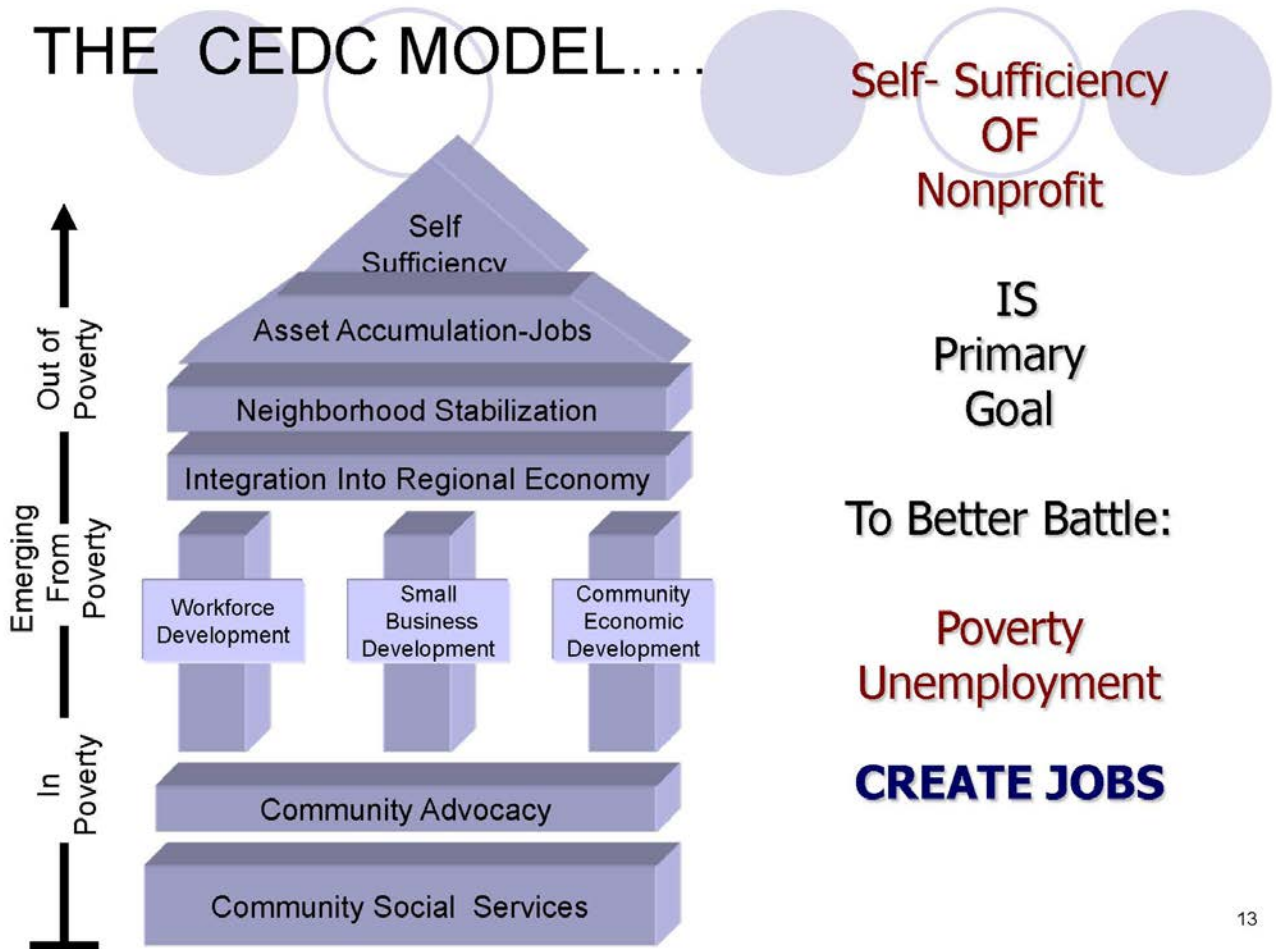 THE CEDC MODEL....
Self
Sufficiency
Asset Accumulation-Jobs
Neighborhood Stabilization
Integration Into Regional Economy
Workforce
Development
Small
Business
Development
Community
Economic
Development
Community Advocacy
Community Social Services
Out of
Poverty
Emerging
From
Poverty
In
Poverty
Self- Sufficiency
OF
Nonprofit
IS
Primary
Goal
To Better Battle:
Poverty
Unemployment
CREATE JOBS
13